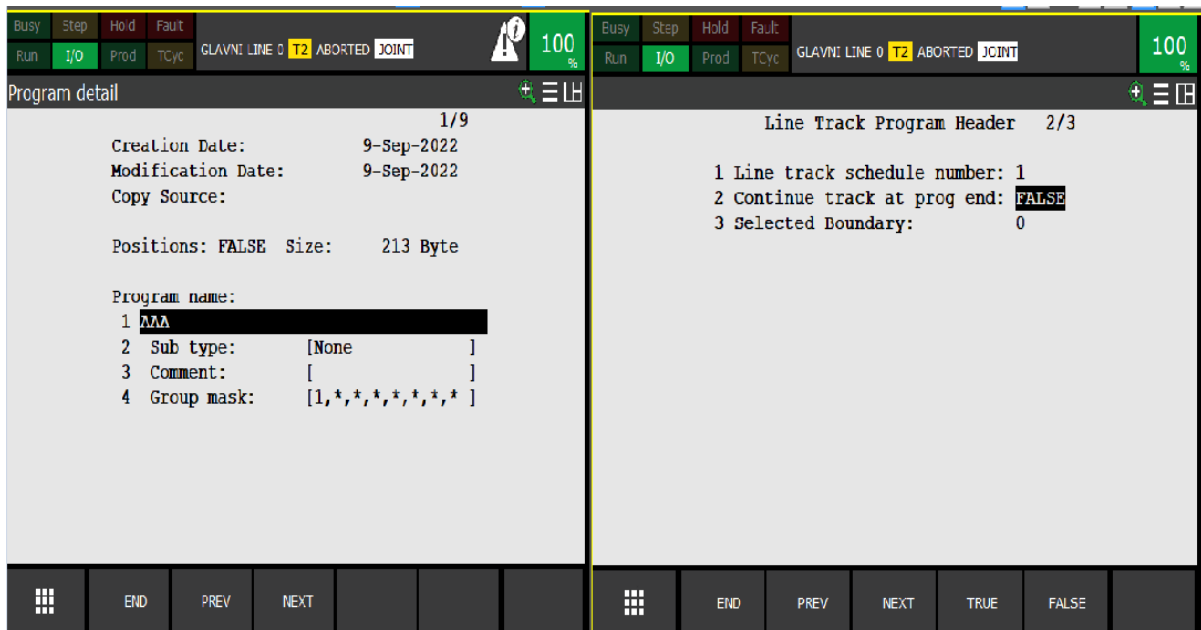 Busy Step Hold Fault
Run I/O Prod TCyc
GLAVNI LINE 0 T2 ABORTED JOINT
100
%
Program detail
1/9
Creation Date: 9-Sep-2022
Modification Date: 9-Sep-2022
Copy Source:
Positions: FALSE Size: 213 Byte
Program name:
1 AAA
2 Sub type: [None ]
3 Comment: [ ]
4 Group mask: [1,*,*,*,*,*,*,* ]
END PREV NEXT
Busy Step Hold Fault
Run I/O Prod TCyc
GLAVNI LINE 0 T2 ABORTED JOINT
100
%
Line Track Program Header 2/3
1 Line track schedule number: 1
2 Continue track at prog end: FALSE
3 Selected Boundary: 0
END PREV NEXT TRUE FALSE